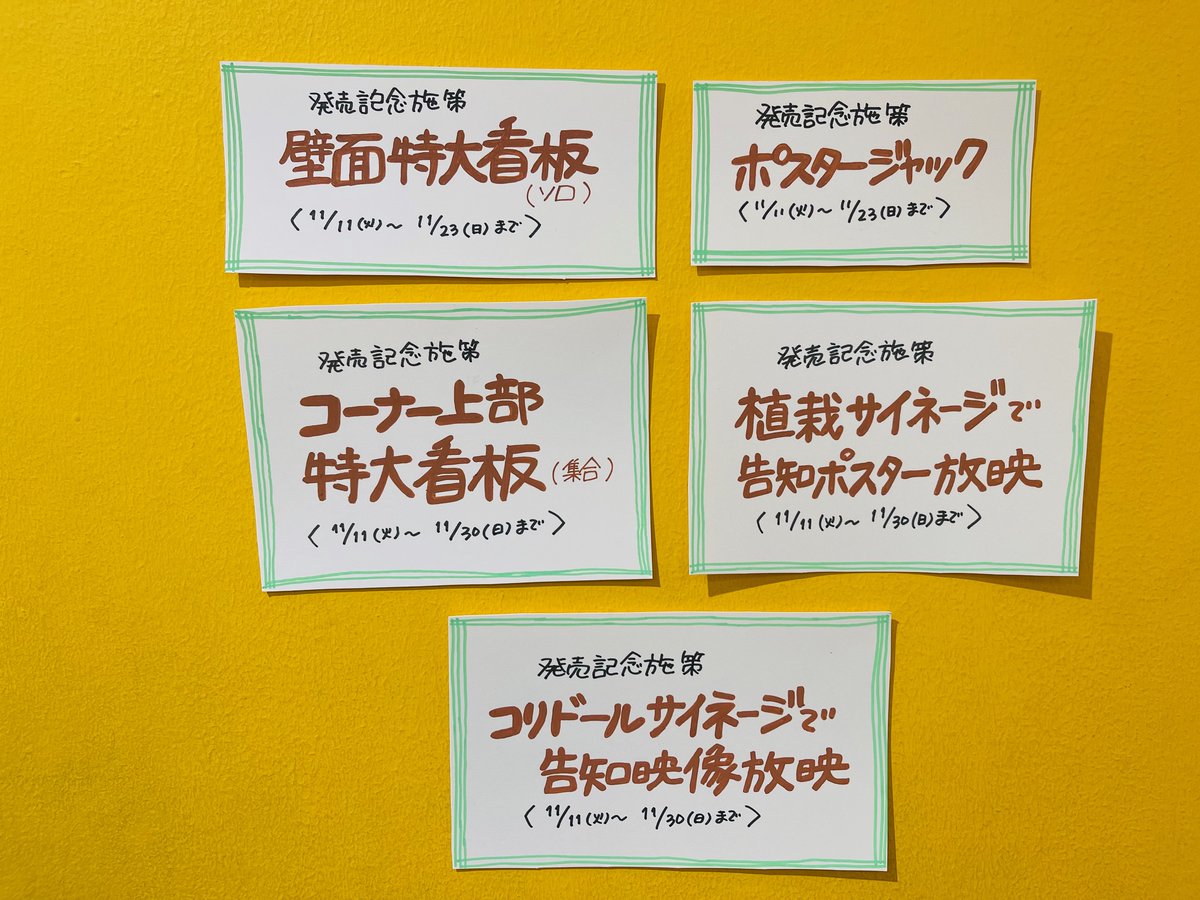 発売記念施策
壁面特大看板
(ソロ)
〈11/11(火)～ 11/23(日)まで〉
発売記念施策
ポスタージャック
〈11/11(火)～ 11/23(日)まで〉
発売記念施策
コーナー上部
特大看板(集合)
〈11/11(火)～ 11/30(日)まで〉
発売記念施策
植栽サイネージで
告知ポスター放映
〈11/11(火)～ 11/30(日)まで〉
発売記念施策
コリドールサイネージで
告知映像放映
〈11/11(火)～ 11/30(日)まで〉